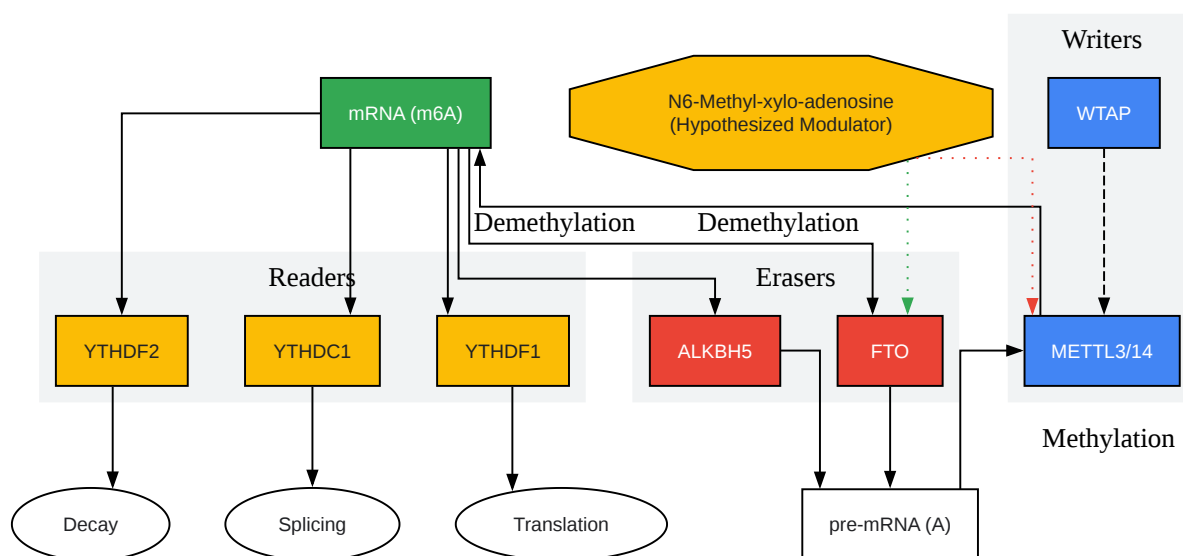 Writers
mRNA (m6A)
N6-Methyl-xylo-adenosine
(Hypothesized Modulator)
WTAP
Demethylation
Demethylation
Readers
Erasers
YTHDF2
YTHDC1
YTHDF1
ALKBH5
FTO
METTL3/14
Methylation
Decay
Splicing
Translation
pre-mRNA (A)